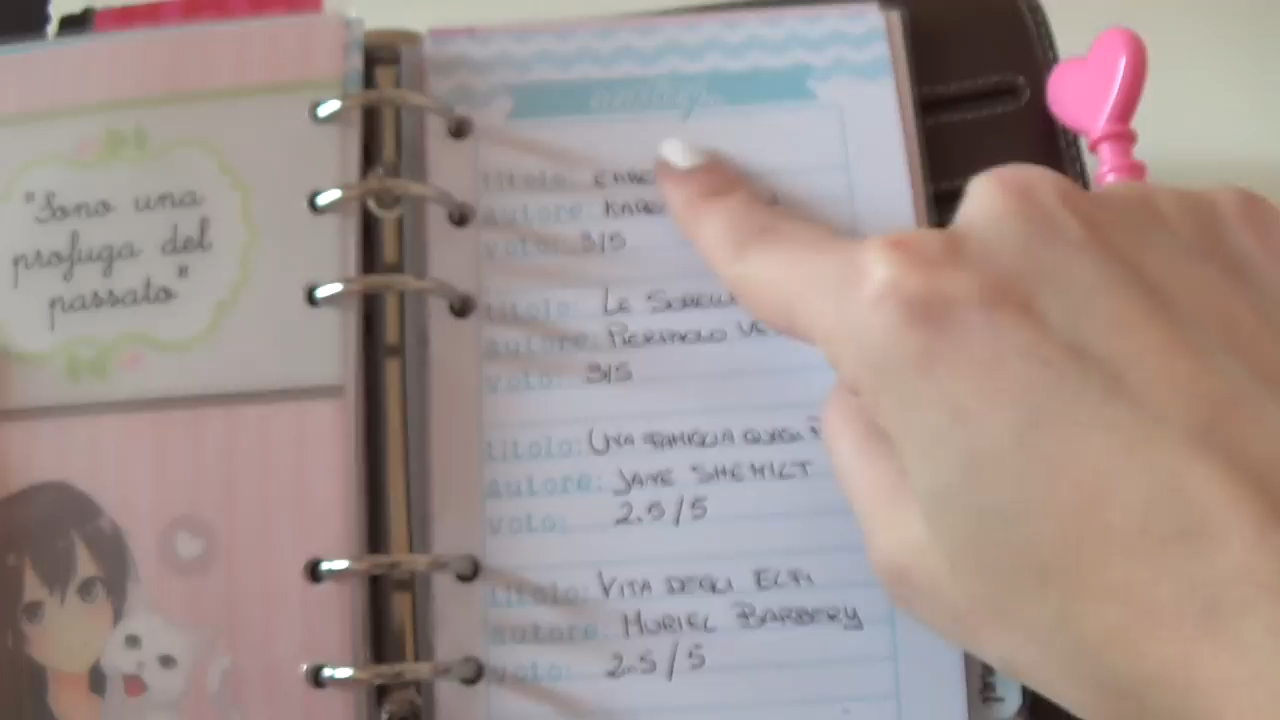 "Sono una
profuga del
passato"
titolo:
autore:
voto: 3/5
titolo: LE
autore: PIERPAOLO
voto: 3/5
titolo: UNA FAMIGLIA QUASI
autore: JANE SHEMILT
voto: 2.5/5
titolo: VITA DEGLI ELFI
autore: MURIEL BARBERY
voto: 2.5/5